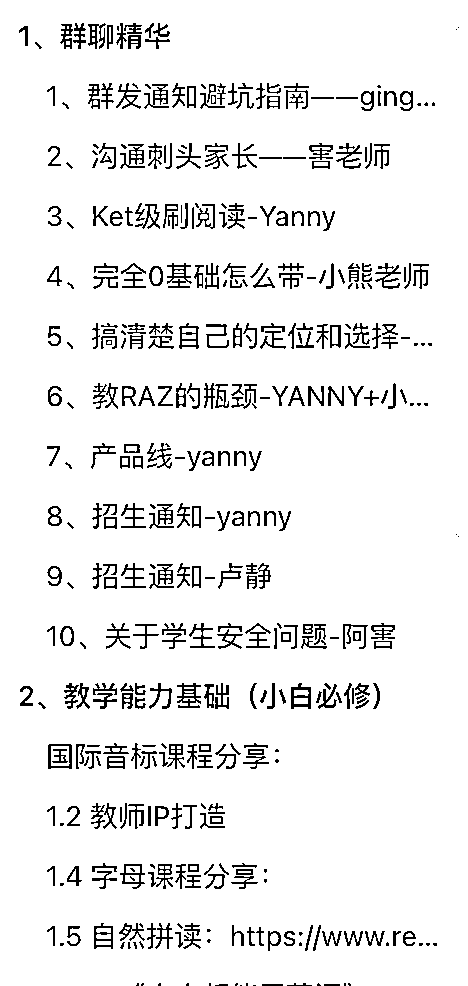 1、群聊精华
1、群发通知避坑指南——ging...
2、沟通刺头家长——害老师
3、Ket级刷阅读-Yanny
4、完全0基础怎么带-小熊老师
5、搞清楚自己的定位和选择-...
6、教RAZ的瓶颈-YANNY+小...
7、产品线-yanny
8、招生通知-yanny
9、招生通知-卢静
10、关于学生安全问题-阿害
2、教学能力基础（小白必修）
国际音标课程分享：
1.2 教师IP打造
1.4 字母课程分享：
1.5 自然拼读：https://www.re...